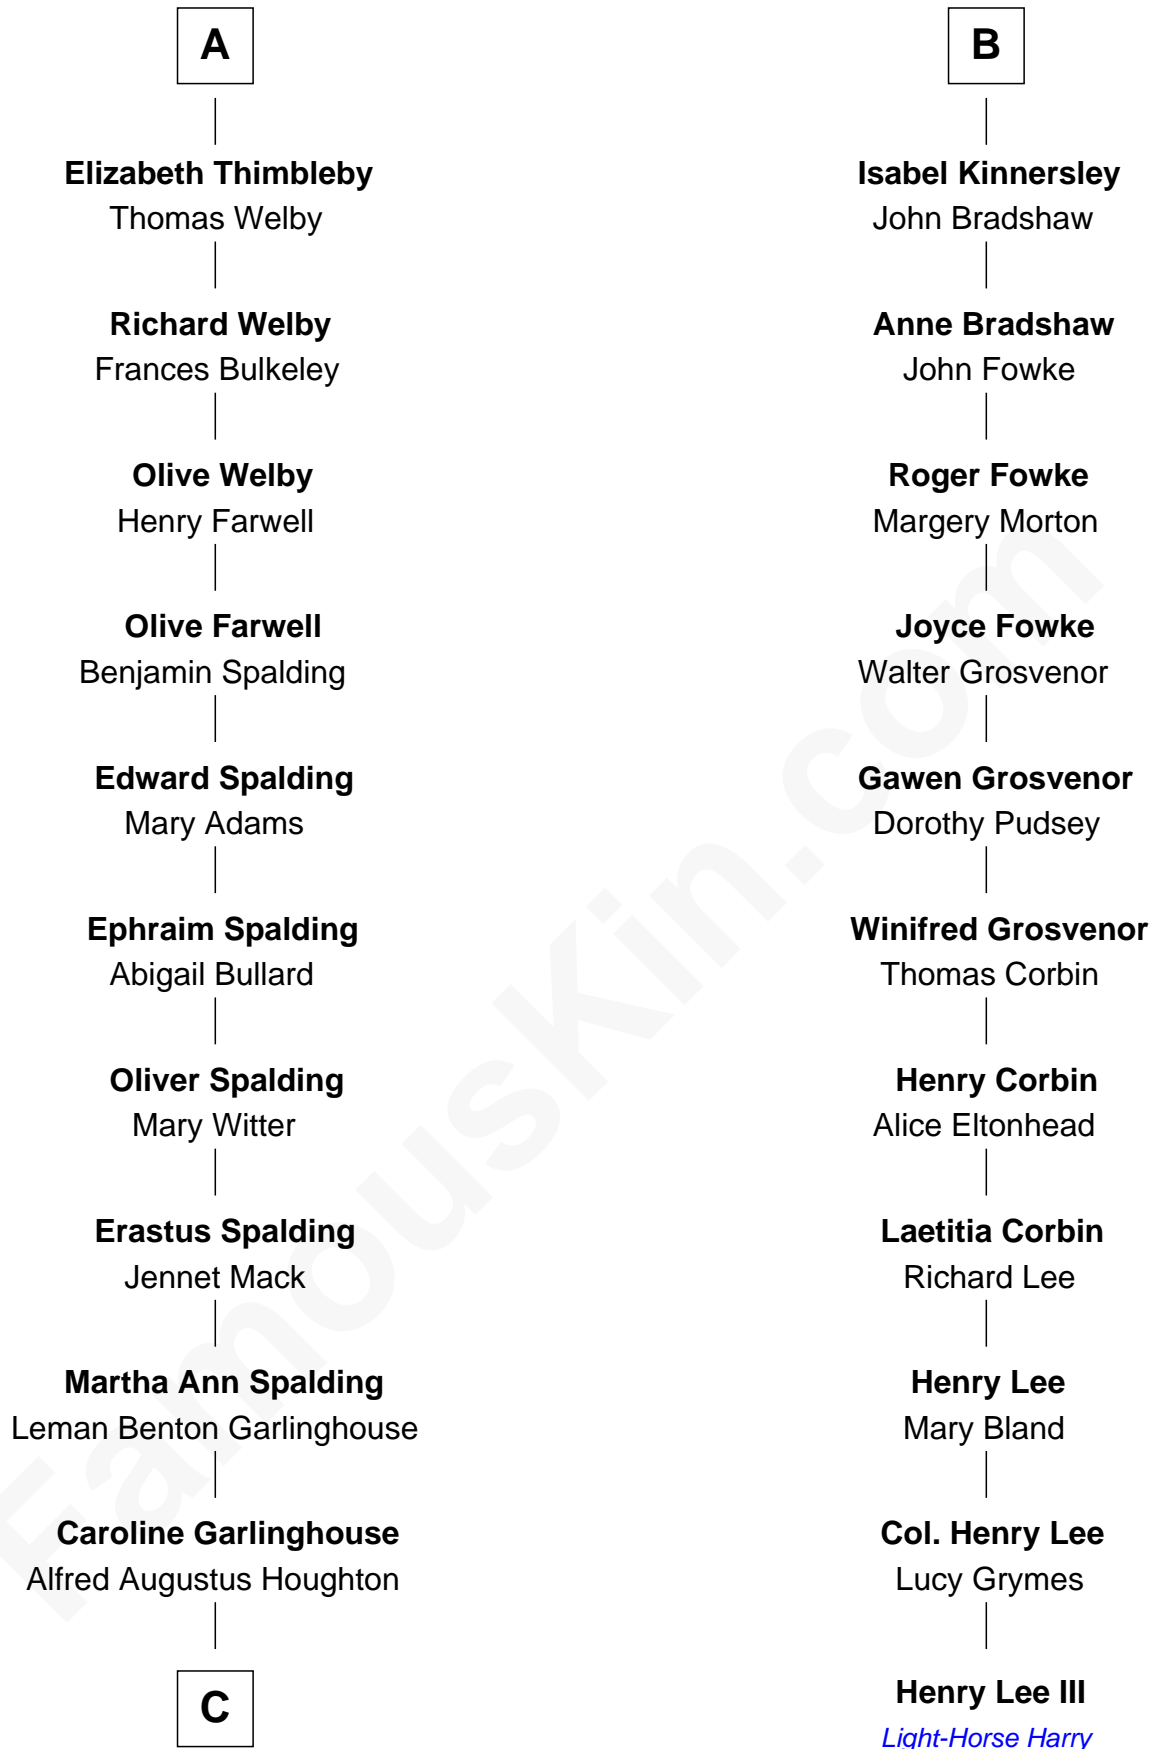 A
Elizabeth Thimbleby
Thomas Welby
Richard Welby
Frances Bulkeley
Olive Welby
Henry Farwell
Olive Farwell
Benjamin Spalding
Edward Spalding
Mary Adams
Ephraim Spalding
Abigail Bullard
Oliver Spalding
Mary Witter
Erastus Spalding
Jennet Mack
Martha Ann Spalding
Leman Benton Garlinghouse
Caroline Garlinghouse
Alfred Augustus Houghton
C
B
Isabel Kinnersley
John Bradshaw
Anne Bradshaw
John Fowke
Roger Fowke
Margery Morton
Joyce Fowke
Walter Grosvenor
Gawen Grosvenor
Dorothy Pudsey
Winifred Grosvenor
Thomas Corbin
Henry Corbin
Alice Eltonhead
Laetitia Corbin
Richard Lee
Henry Lee
Mary Bland
Col. Henry Lee
Lucy Grymes
Henry Lee III
Light-Horse Harry
FamousKin.com